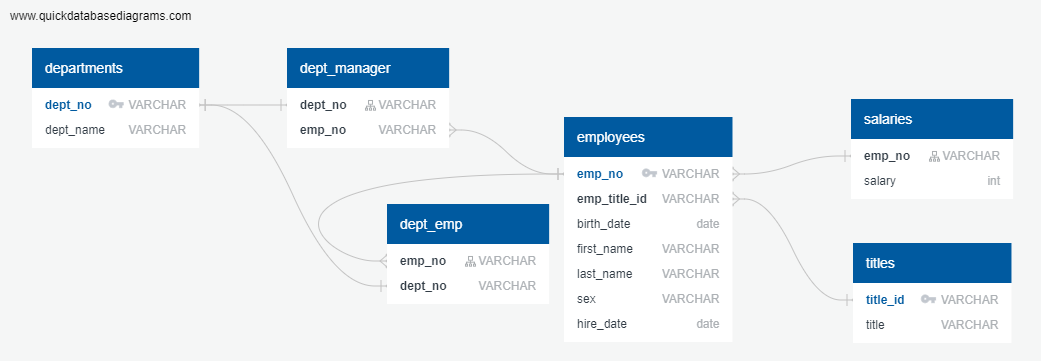 www.quickdatabasediagrams.com
departments
dept_no VARCHAR
dept_name VARCHAR
dept_manager
dept_no VARCHAR
emp_no VARCHAR
dept_emp
emp_no VARCHAR
dept_no VARCHAR
employees
emp_no VARCHAR
emp_title_id VARCHAR
birth_date date
first_name VARCHAR
last_name VARCHAR
sex VARCHAR
hire_date date
salaries
emp_no VARCHAR
salary int
titles
title_id VARCHAR
title VARCHAR